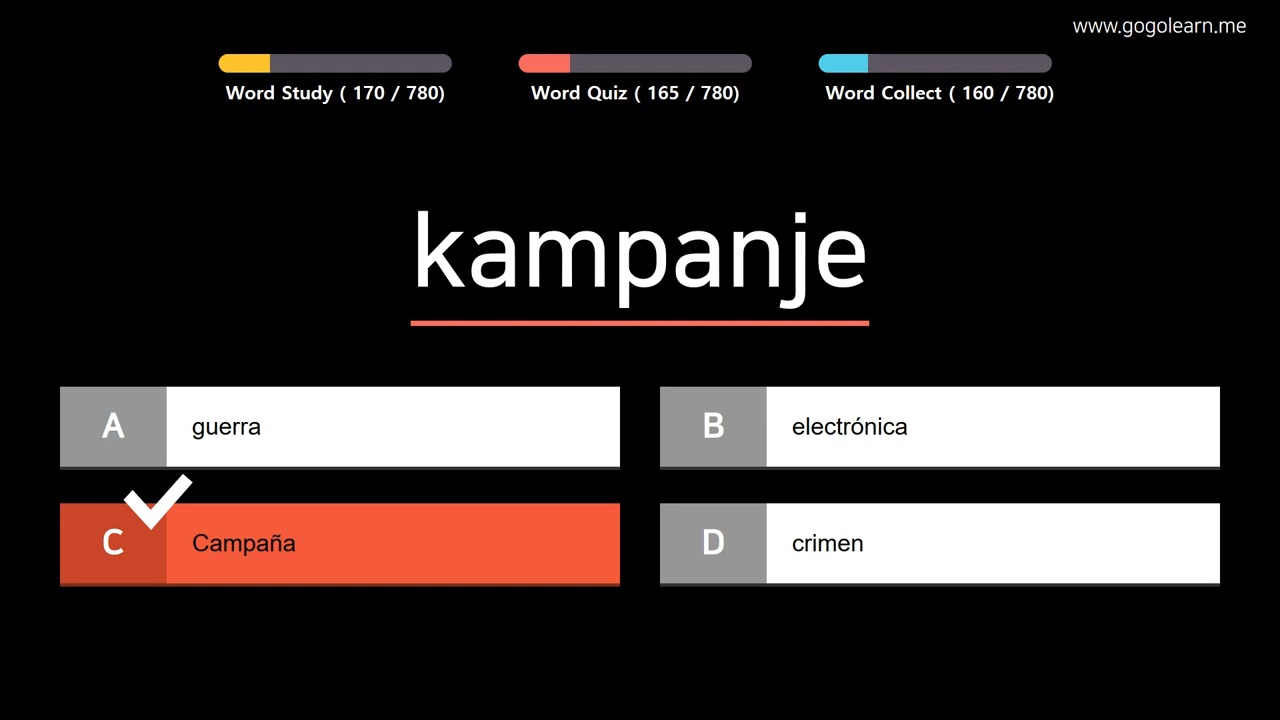 www.gogolearn.me
Word Study ( 170 / 780)
Word Quiz ( 165 / 780)
Word Collect ( 160 / 780)
kampanje
A guerra
B electrónica
C Campaña
D crimen